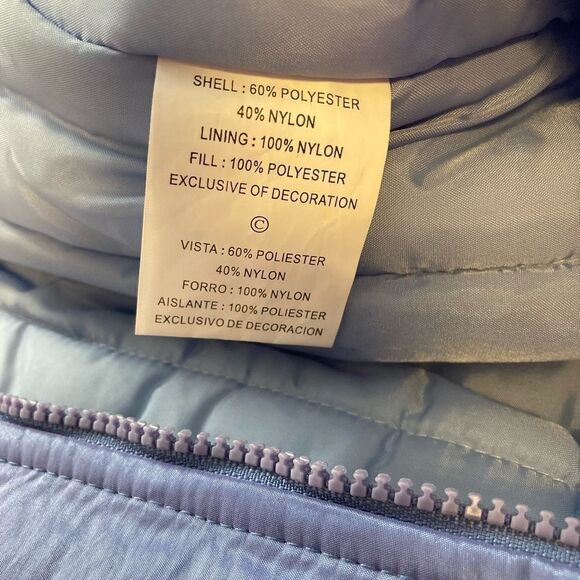 SHELL : 60% POLYESTER
40% NYLON
LINING : 100% NYLON
FILL : 100% POLYESTER
EXCLUSIVE OF DECORATION
©
VISTA : 60% POLIESTER
40% NYLON
FORRO : 100% NYLON
AISLANTE : 100% POLIESTER
EXCLUSIVO DE DECORACION